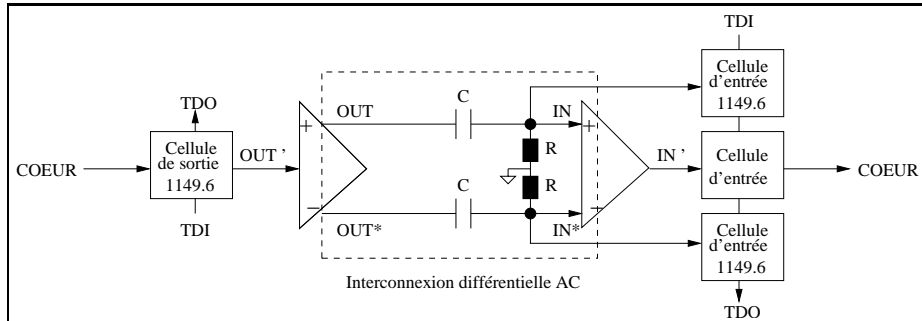 TDI
Cellule
d'entrée
1149.6
OUT
C
IN
TDO
+
+
R
Cellule
de sortie
1149.6
OUT '
IN '
Cellule
d'entrée
COEUR
COEUR
R
C
−
−
TDI
OUT*
IN*
Cellule
d'entrée
1149.6
Interconnexion différentielle AC
TDO